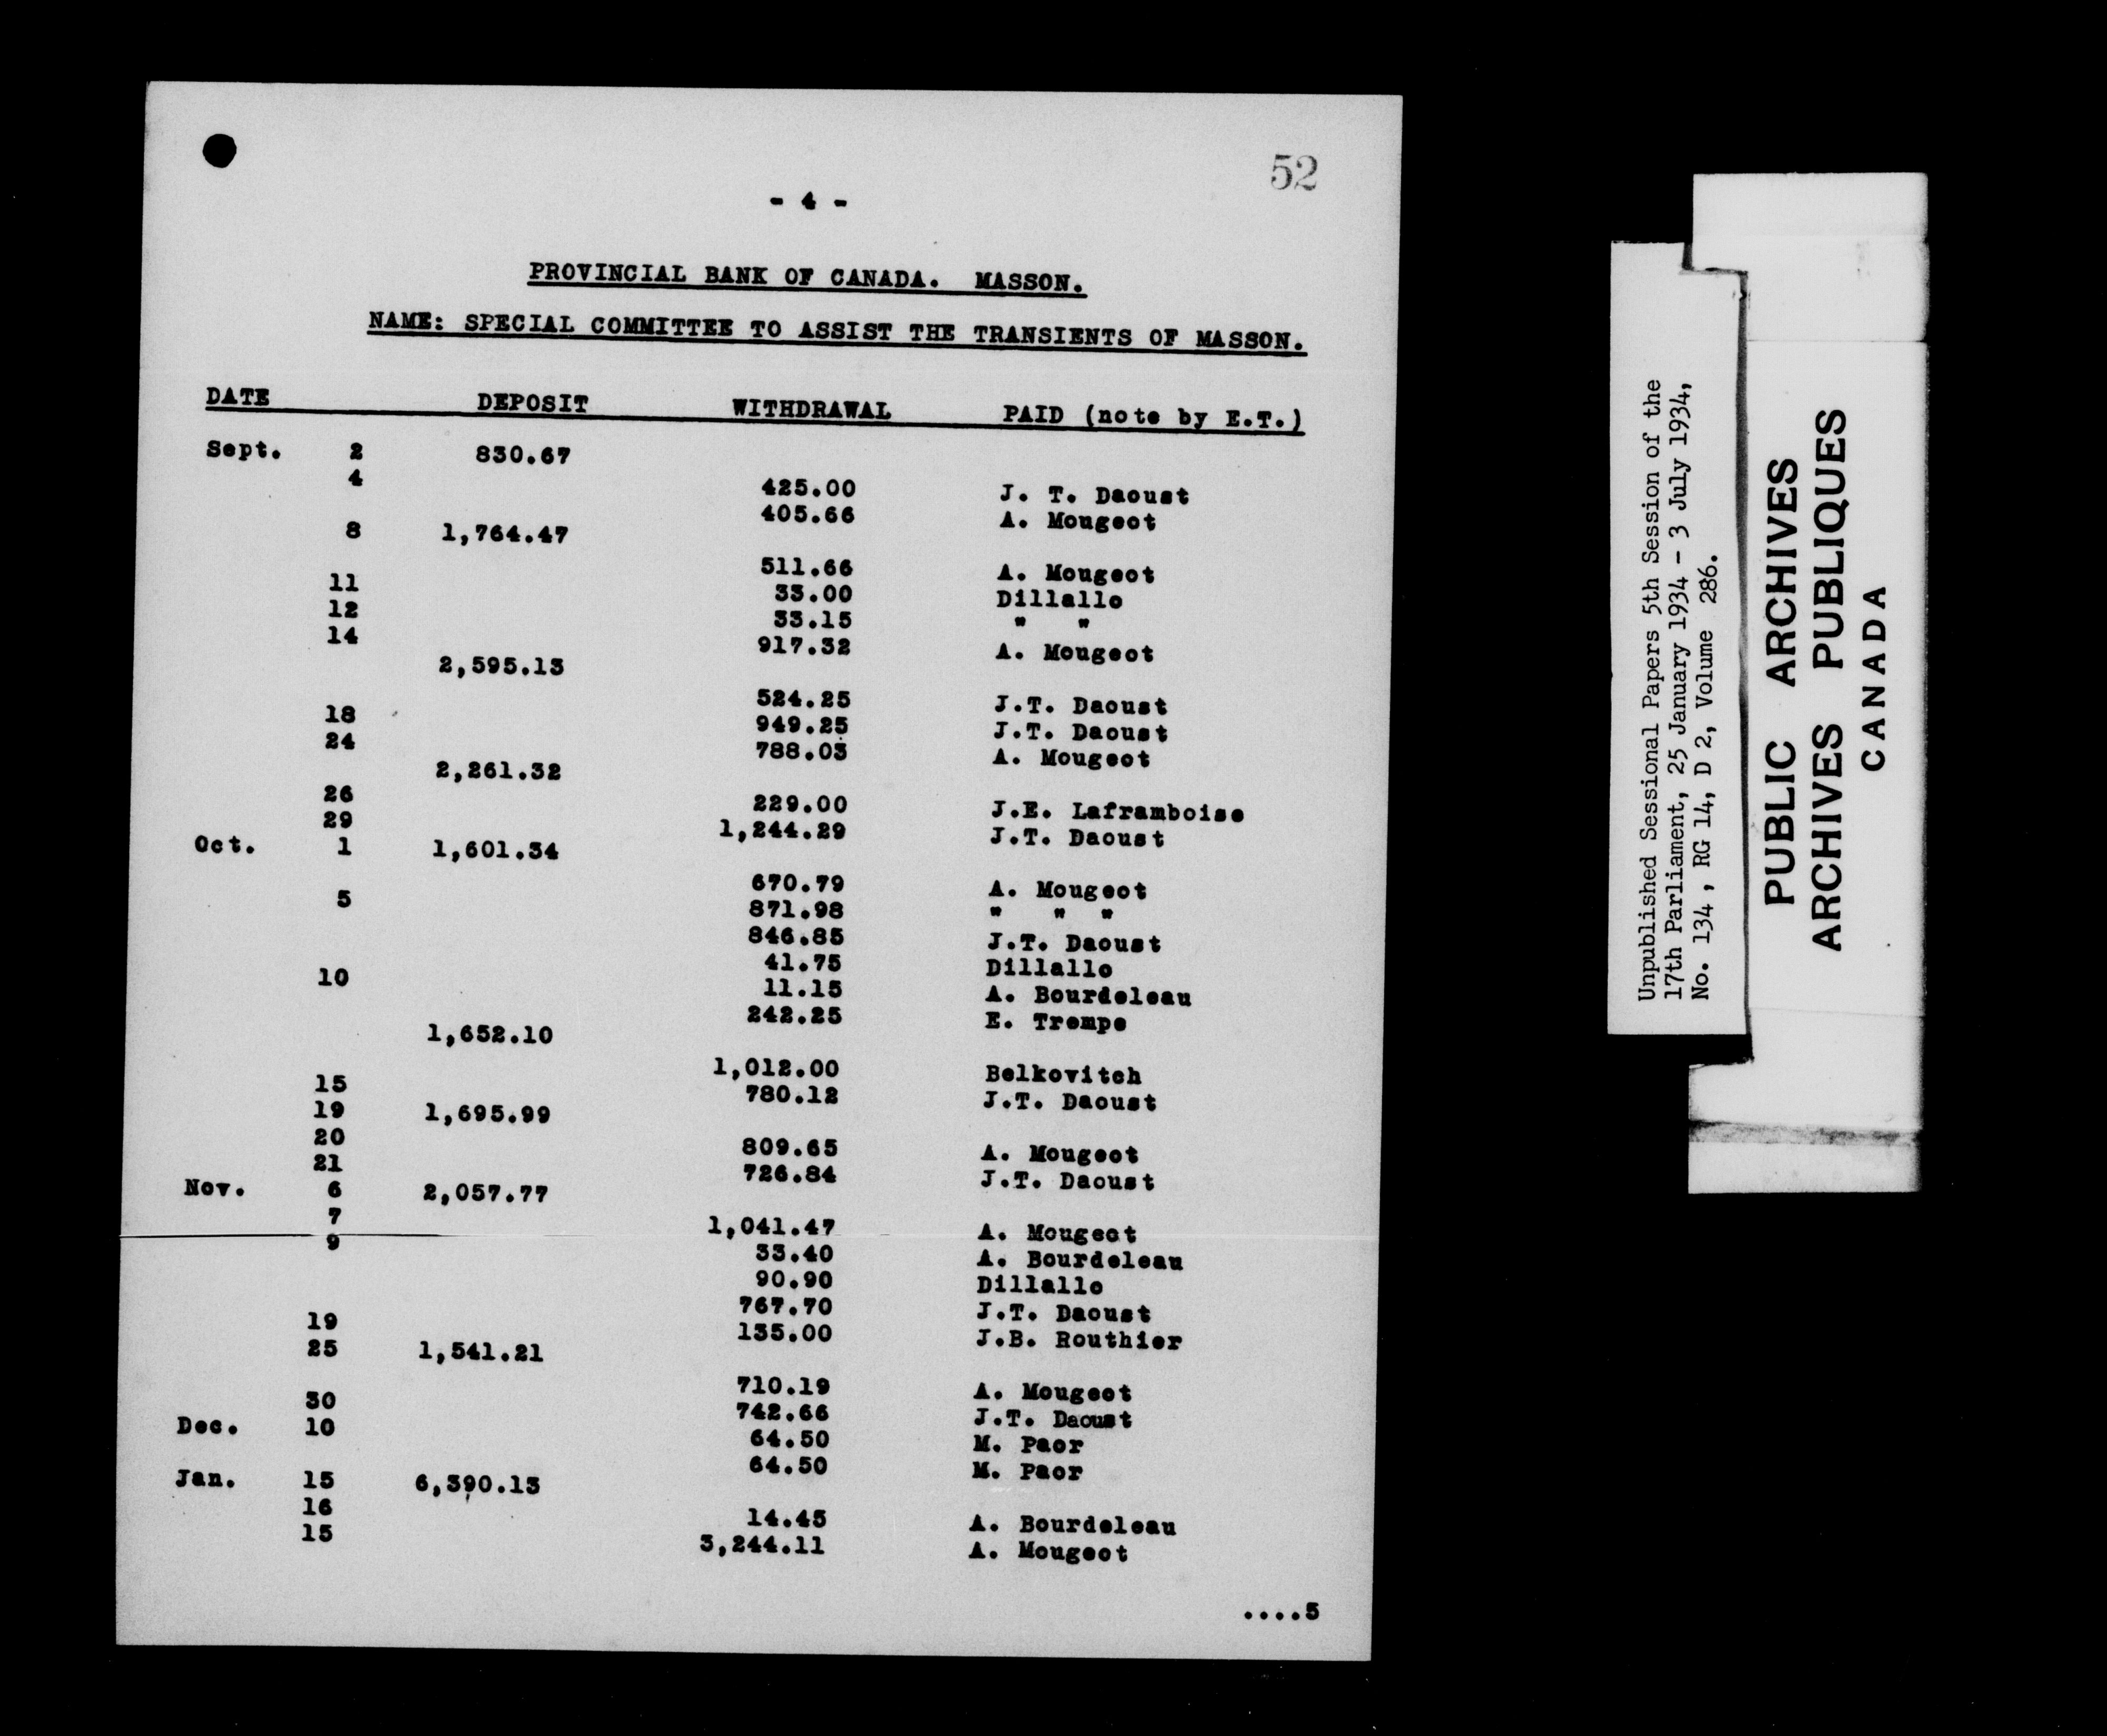 52
- 4 -
PROVINCIAL BANK OF CANADA. MASSON.
NAME: SPECIAL COMMITTEE TO ASSIST THE TRANSIENTS OF MASSON.
DATE DEPOSIT WITHDRAWAL PAID (note by E.T.)
Sept. 2 830.67
4 425.00 J. T. Daoust
405.66 A. Mougeot
8 1,764.47
511.66 A. Mougeot
11 33.00 Dillallo
12 33.15 " "
14 917.32 A. Mougeot
2,595.13
524.25 J.T. Daoust
18 949.25 J.T. Daoust
24 788.03 A. Mougeot
2,261.32
26 229.00 J.E. Laframboise
29 1,244.29 J.T. Daoust
Oct. 1 1,601.34
670.79 A. Mougeot
5 871.98 " " "
846.85 J.T. Daoust
41.75 Dillallo
10 11.15 A. Bourdeleau
242.25 E. Trempe
1,652.10
1,012.00 Belkovitch
15 780.12 J.T. Daoust
19 1,695.99
20 809.65 A. Mougeot
21 726.84 J.T. Daoust
Nov. 6 2,057.77
7 1,041.47 A. Mougeot
9 33.40 A. Bourdeleau
90.90 Dillallo
767.70 J.T. Daoust
19 135.00 J.B. Routhier
25 1,541.21
710.19 A. Mougeot
30 742.66 J.T. Daoust
Dec. 10 64.50 M. Paor
64.50 M. Paor
Jan. 15 6,390.13
16 14.45 A. Bourdeleau
15 3,244.11 A. Mougeot
....5
Unpublished Sessional Papers 5th Session of the
17th Parliament, 25 January 1934 - 3 July 1934,
No. 134 , RG 14, D 2, Volume 286.
PUBLIC ARCHIVES
ARCHIVES PUBLIQUES
CANADA